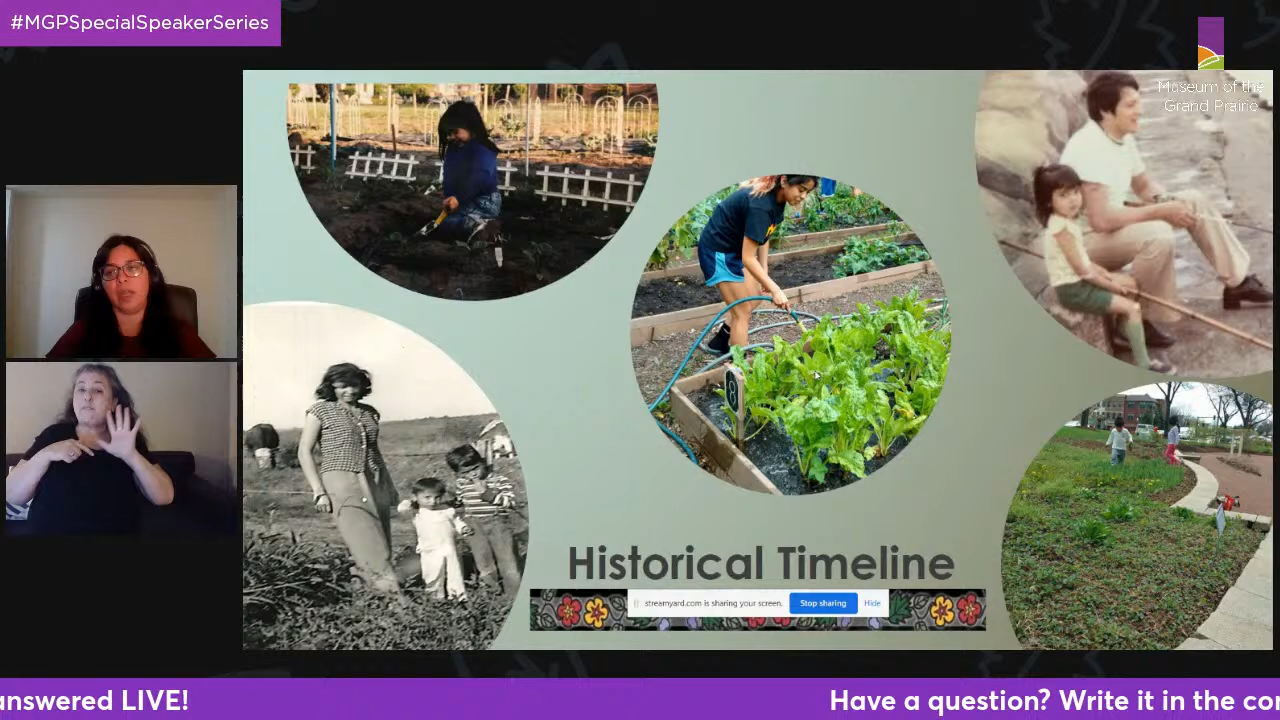 #MGPSpecialSpeakerSeries
Museum of the
Grand Prairie
8
Historical Timeline
streamyard.com is sharing your screen.
Stop sharing
Hide
answered LIVE!
Have a question? Write it in the co